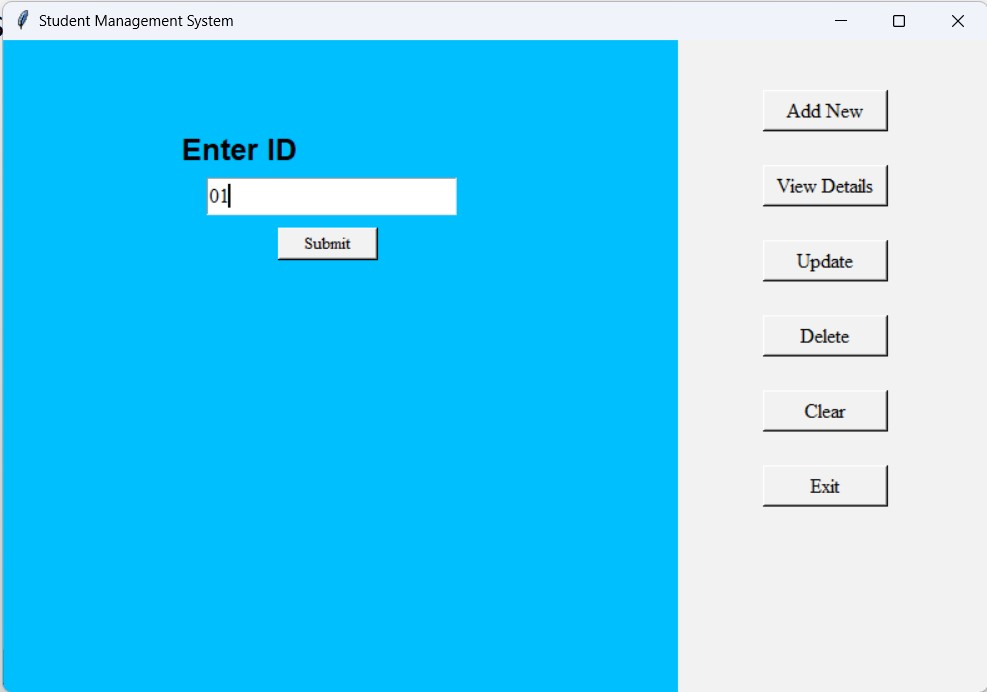 Student Management System
Enter ID
01
Submit
Add New
View Details
Update
Delete
Clear
Exit